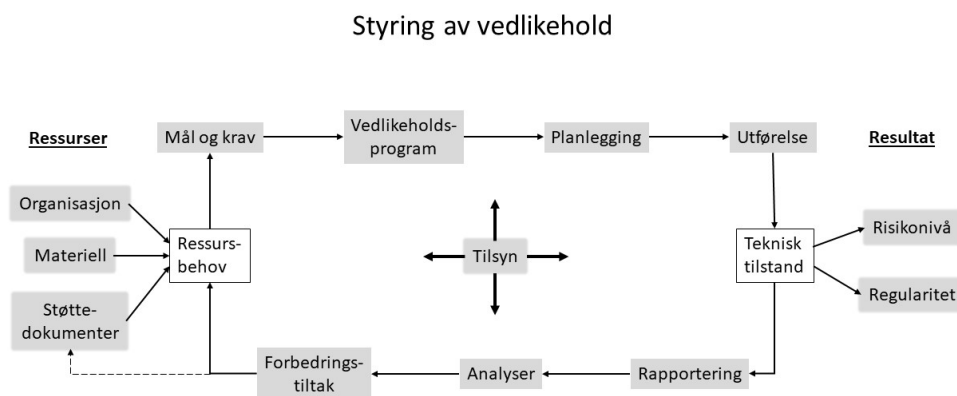 Styring av vedlikehold
Ressurser
Mål og krav
Vedlikeholds-
program
Planlegging
Utførelse
Resultat
Organisasjon
Materiell
Støtte-
dokumenter
Ressurs-
behov
Tilsyn
Teknisk
tilstand
Risikonivå
Regularitet
Forbedrings-
tiltak
Analyser
Rapportering